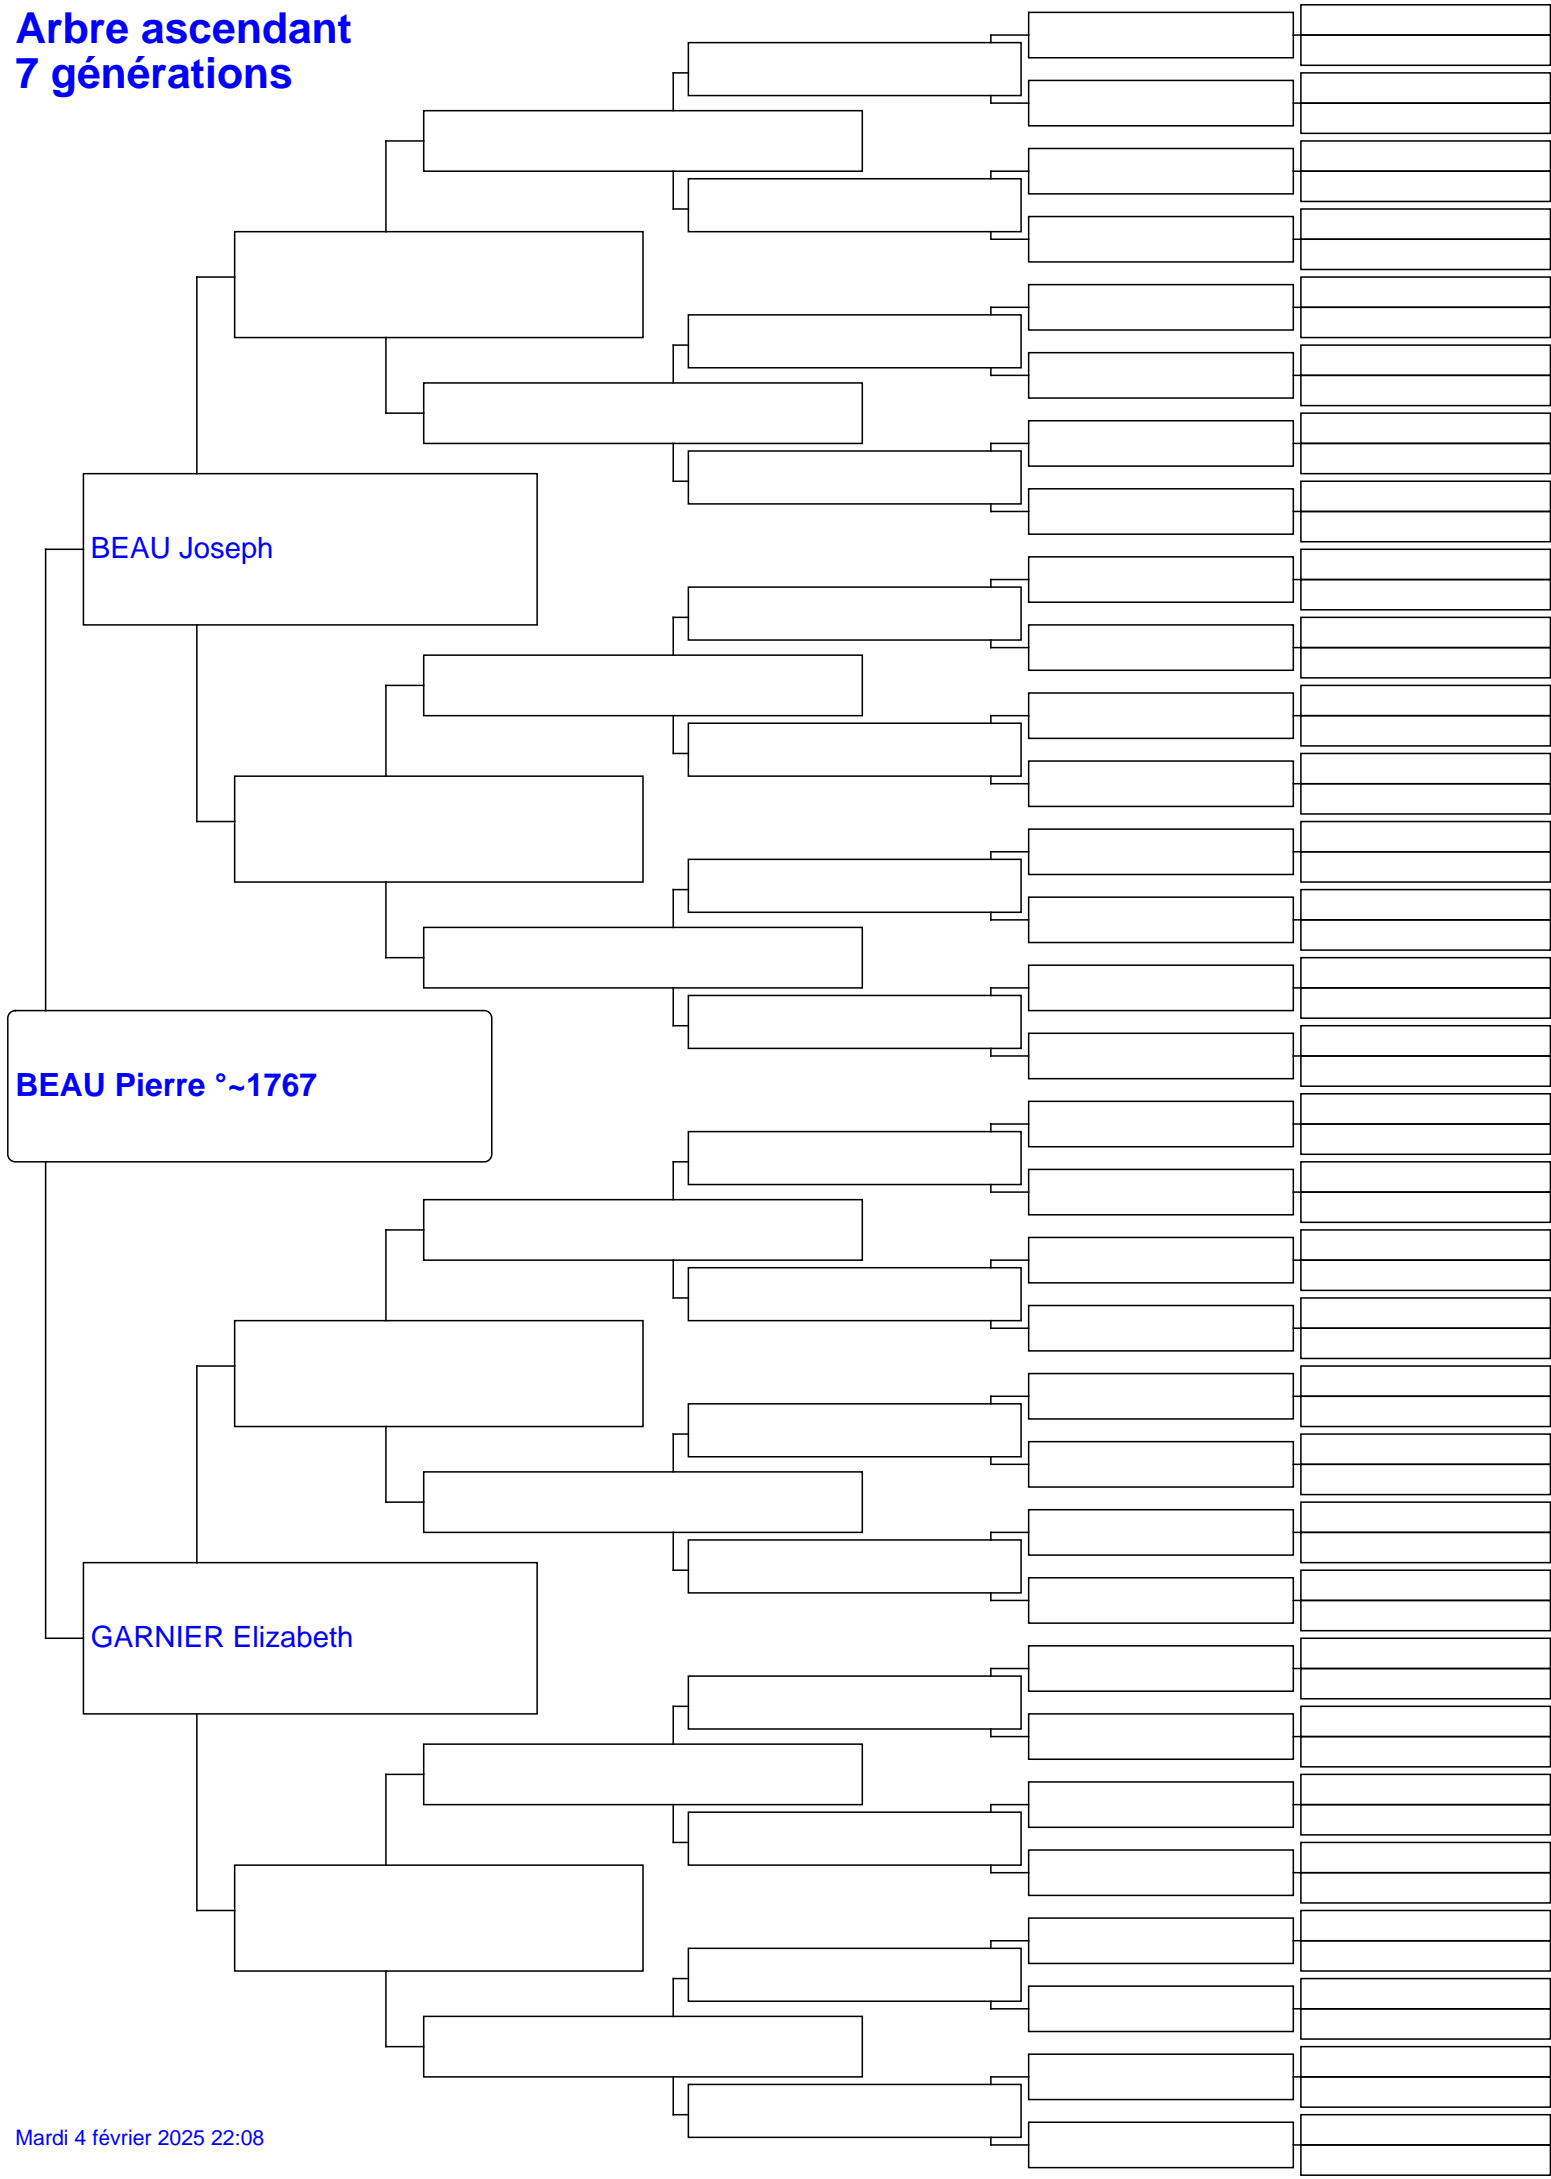 Arbre ascendant
7 générations
BEAU Joseph
BEAU Pierre °~1767
GARNIER Elizabeth
Mardi 4 février 2025 22:08